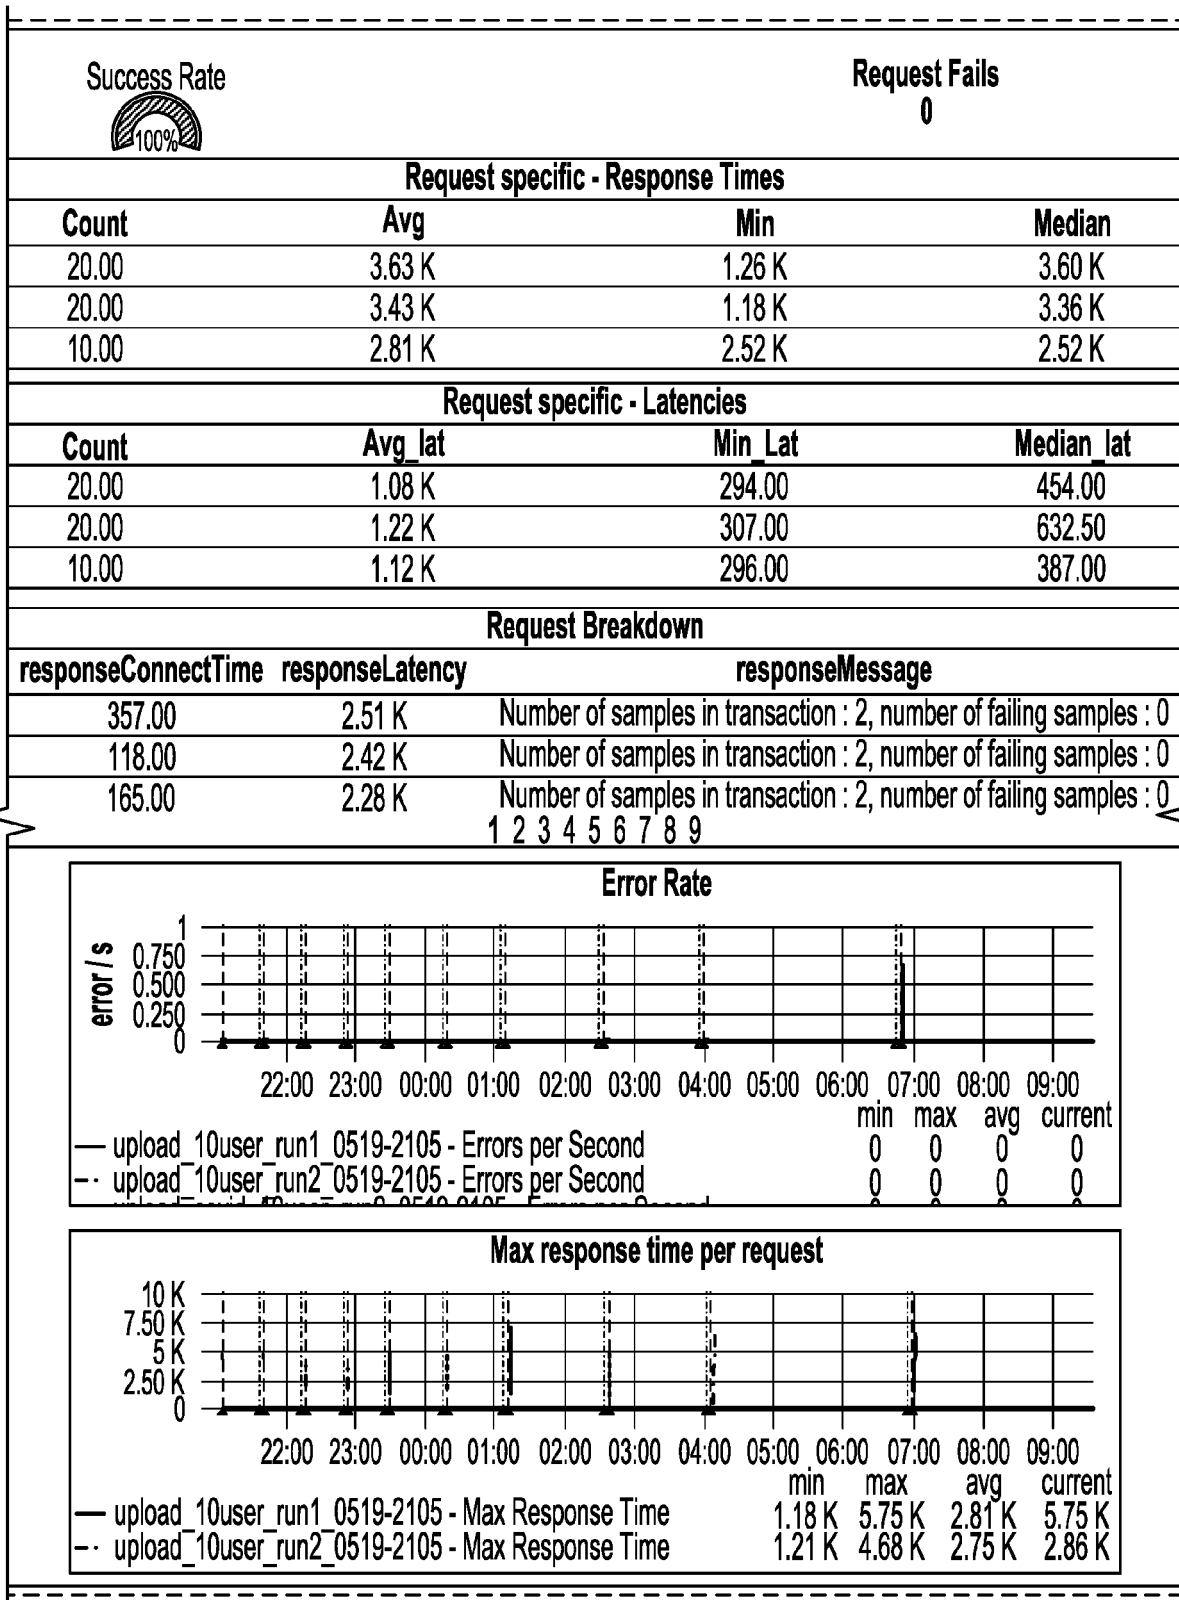 Success Rate Request Fails
100% 0
Request specific - Response Times
Count Avg Min Median
20.00 3.63 K 1.26 K 3.60 K
20.00 3.43 K 1.18 K 3.36 K
10.00 2.81 K 2.52 K 2.52 K
Request specific - Latencies
Count Avg_lat Min_Lat Median_lat
20.00 1.08 K 294.00 454.00
20.00 1.22 K 307.00 632.50
10.00 1.12 K 296.00 387.00
Request Breakdown
responseConnectTime responseLatency responseMessage
357.00 2.51 K Number of samples in transaction : 2, number of failing samples : 0
118.00 2.42 K Number of samples in transaction : 2, number of failing samples : 0
165.00 2.28 K Number of samples in transaction : 2, number of failing samples : 0
1 2 3 4 5 6 7 8 9
Error Rate
error / s
1
0.750
0.500
0.250
0
22:00 23:00 00:00 01:00 02:00 03:00 04:00 05:00 06:00 07:00 08:00 09:00
min max avg current
upload_10user_run1_0519-2105 - Errors per Second 0 0 0 0
upload_10user_run2_0519-2105 - Errors per Second 0 0 0 0
Max response time per request
10 K
7.50 K
5 K
2.50 K
0
22:00 23:00 00:00 01:00 02:00 03:00 04:00 05:00 06:00 07:00 08:00 09:00
min max avg current
upload_10user_run1_0519-2105 - Max Response Time 1.18 K 5.75 K 2.81 K 5.75 K
upload_10user_run2_0519-2105 - Max Response Time 1.21 K 4.68 K 2.75 K 2.86 K